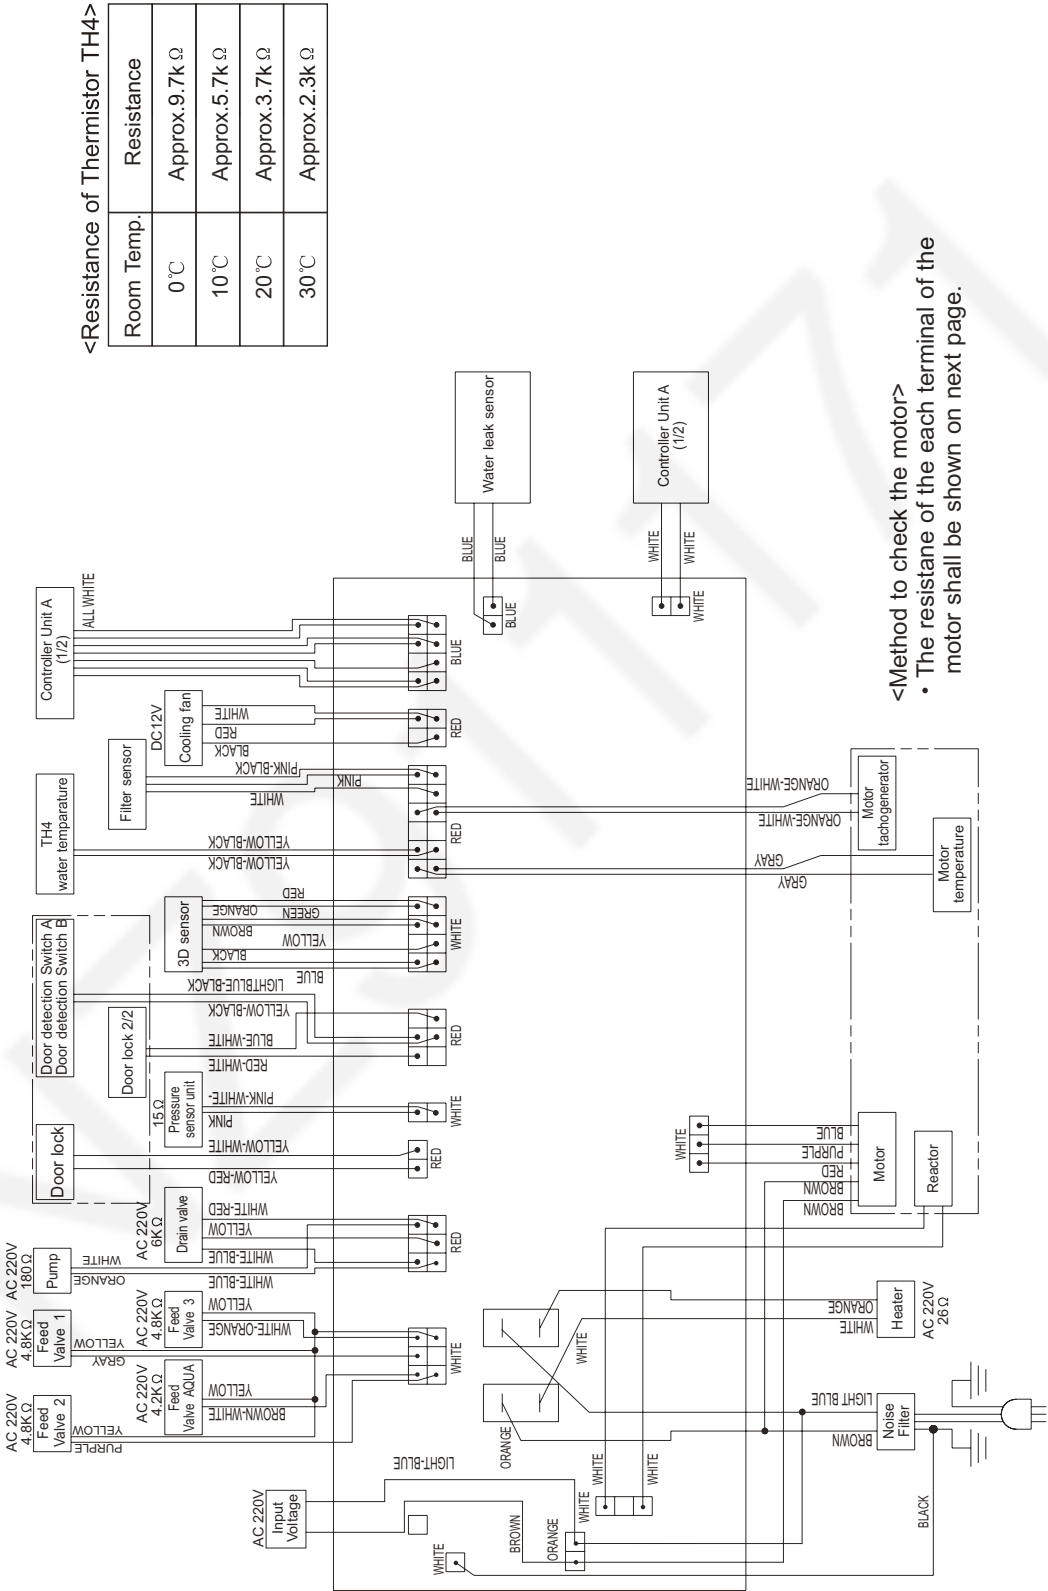 <Resistance of Thermistor TH4>
Room Temp. Resistance
0℃ Approx.9.7k Ω
10℃ Approx.5.7k Ω
20℃ Approx.3.7k Ω
30℃ Approx.2.3k Ω
AC 220V
4.8KΩ
Feed
Valve 2
YELLOW
PURPLE
AC 220V
4.8KΩ
Feed
Valve 1
YELLOW
GRAY
AC 220V
180Ω
Pump
WHITE
ORANGE
AC 220V
4.2KΩ
Feed
Valve AQUA
YELLOW
BROWN-WHITE
AC 220V
4.8KΩ
Feed
Valve 3
YELLOW
WHITE-ORANGE
AC 220V
6KΩ
Drain valve
WHITE-RED
YELLOW
WHITE-BLUE
WHITE-BLUE
Door lock
YELLOW-WHITE
YELLOW-RED
15Ω
Pressure
sensor unit
PINK-WHITE-
PINK
Door detection Switch A
Door detection Switch B
Door lock 2/2
LIGHTBLUE-BLACK
YELLOW-BLACK
BLUE-WHITE
RED-WHITE
3D sensor
RED
ORANGE
GREEN
BROWN
YELLOW
BLACK
BLUE
TH4
water temparature
YELLOW-BLACK
YELLOW-BLACK
Filter sensor
PINK-BLACK
PINK
WHITE
DC12V
Cooling fan
WHITE
RED
BLACK
Controller Unit A
(1/2)
ALL WHITE
WHITE
RED
RED
WHITE
RED
WHITE
RED
RED
BLUE
Water leak sensor
BLUE
BLUE
BLUE
Controller Unit A
(1/2)
WHITE
WHITE
WHITE
AC 220V
Input
Voltage
LIGHT-BLUE
BROWN
WHITE
ORANGE
WHITE
WHITE
WHITE
ORANGE
WHITE
BLACK
Noise
Filter
LIGHT BLUE
BROWN
Heater
AC 220V
26Ω
ORANGE
WHITE
WHITE
BLUE
PURPLE
RED
BROWN
BROWN
Motor
Reactor
GRAY
GRAY
Motor
temperature
ORANGE-WHITE
ORANGE-WHITE
Motor
tachogenerator
<Method to check the motor>
• The resistane of the each terminal of the
motor shall be shown on next page.